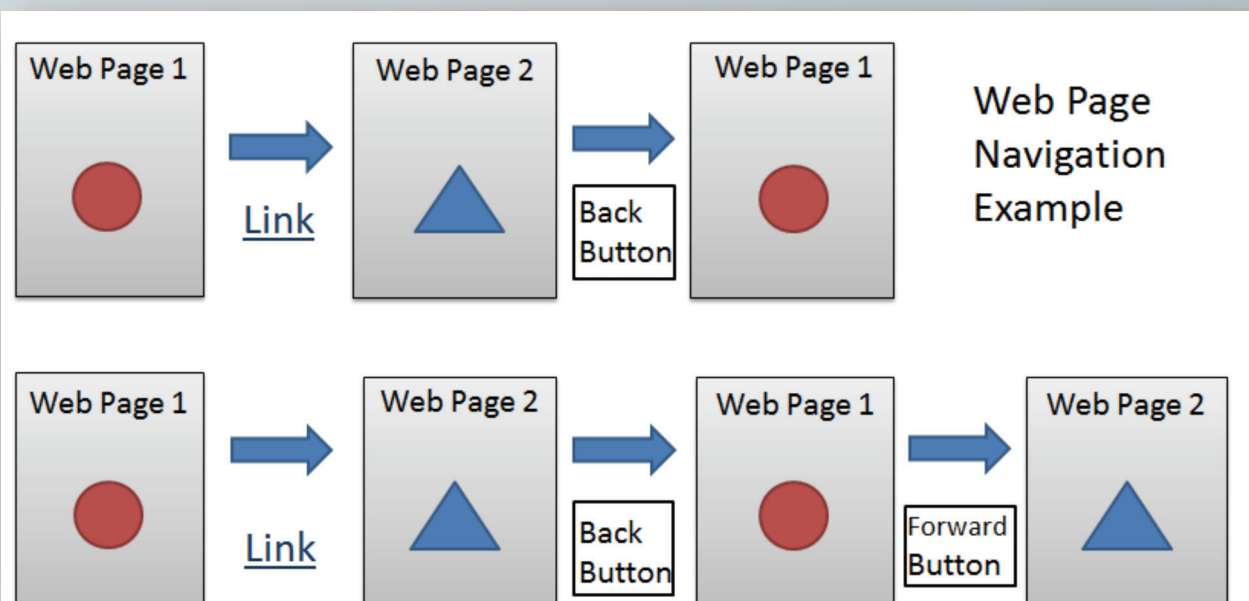 Web Page 1
Web Page 2
Web Page 1
Web Page
Navigation
Example
Link
Back
Button
Web Page 1
Web Page 2
Web Page 1
Web Page 2
Link
Back
Button
Forward
Button